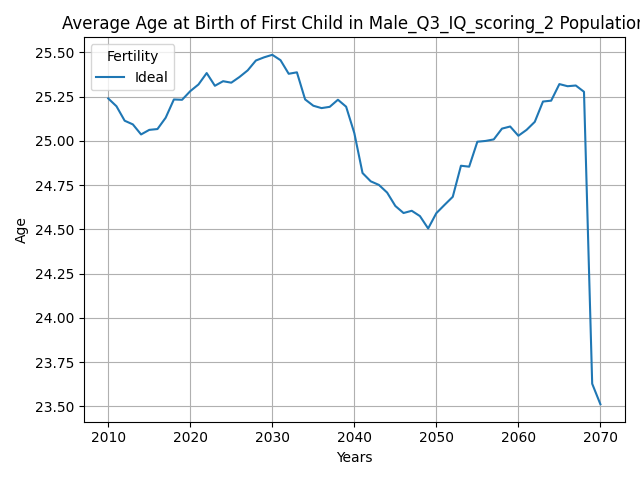 Average Age at Birth of First Child in Male_Q3_IQ_scoring_2 Population
Fertility
Ideal
25.50
25.25
25.00
24.75
24.50
24.25
24.00
23.75
23.50
Age
2010 2020 2030 2040 2050 2060 2070
Years